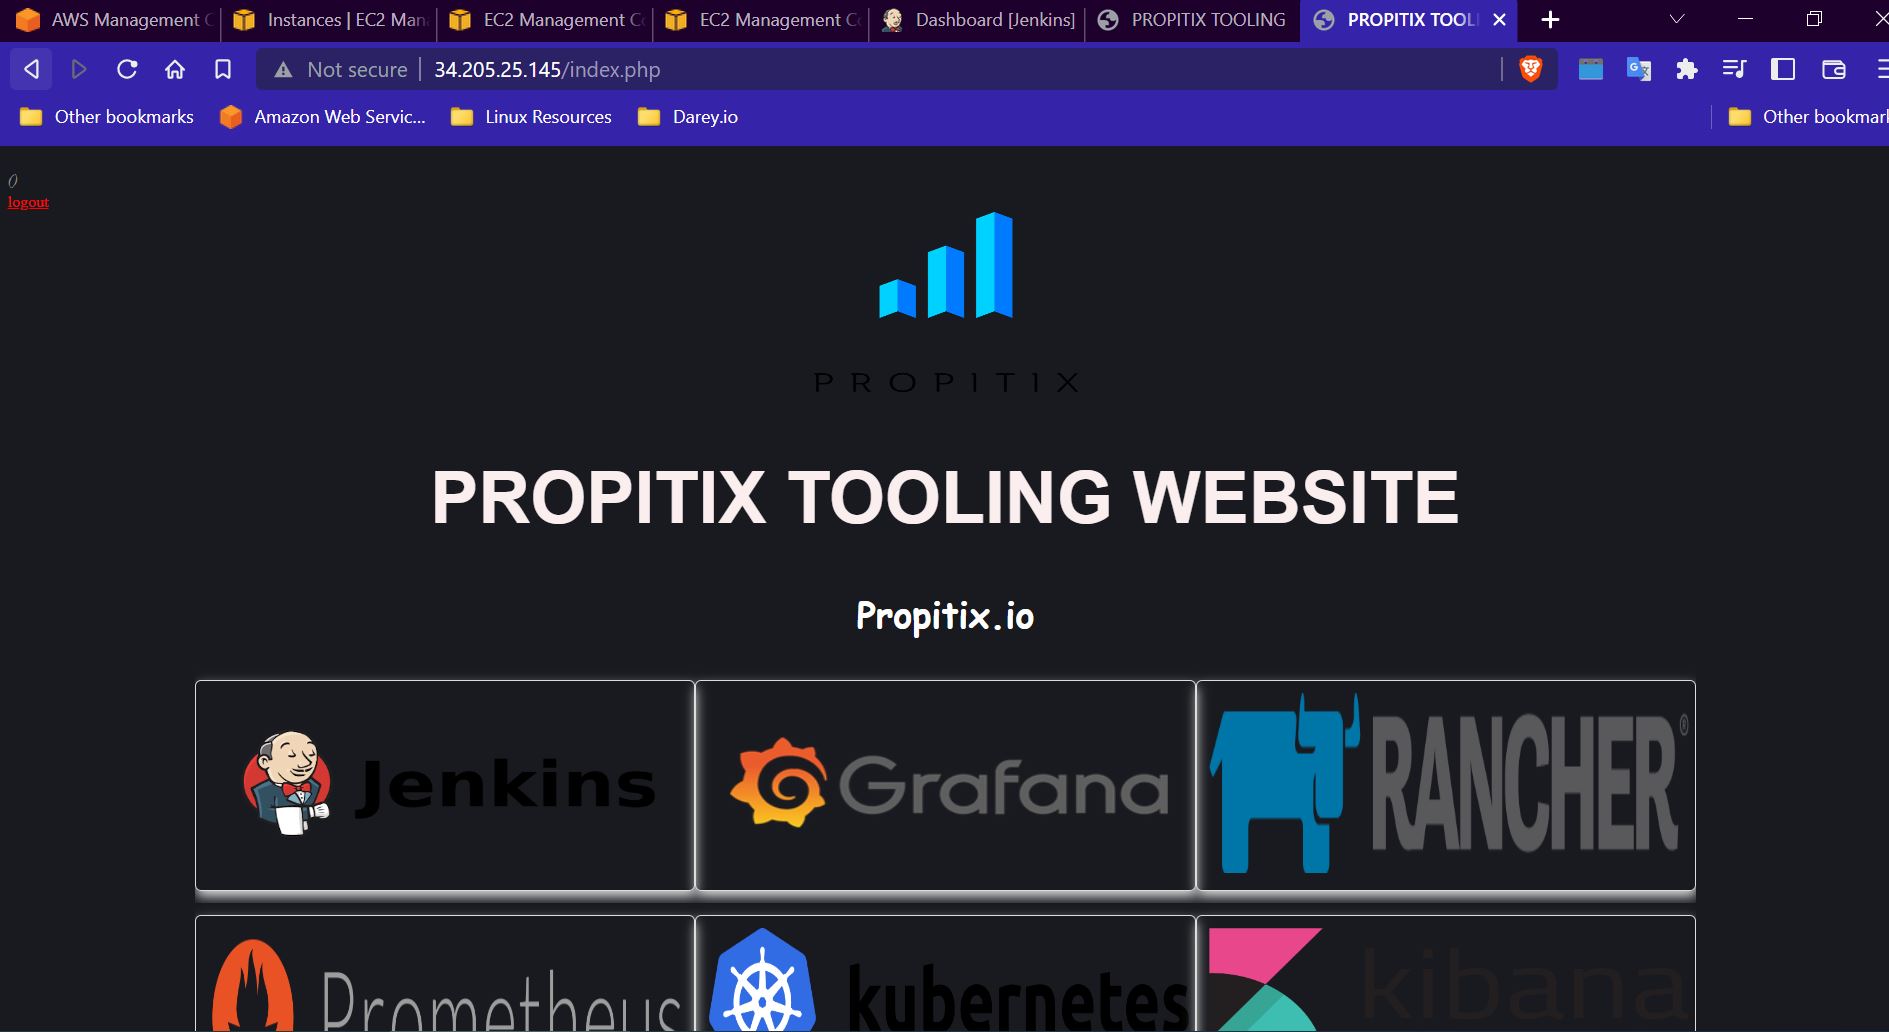 AWS Management C
Instances | EC2 Man
EC2 Management Co
EC2 Management Co
Dashboard [Jenkins]
PROPITIX TOOLING
PROPITIX TOOL
Not secure
34.205.25.145/index.php
Other bookmarks
Amazon Web Servic...
Linux Resources
Darey.io
Other bookmar
()
logout
PROPITIX
PROPITIX TOOLING WEBSITE
Propitix.io
Jenkins
Grafana
RANCHER®
Prometheus
kubernetes
kibana